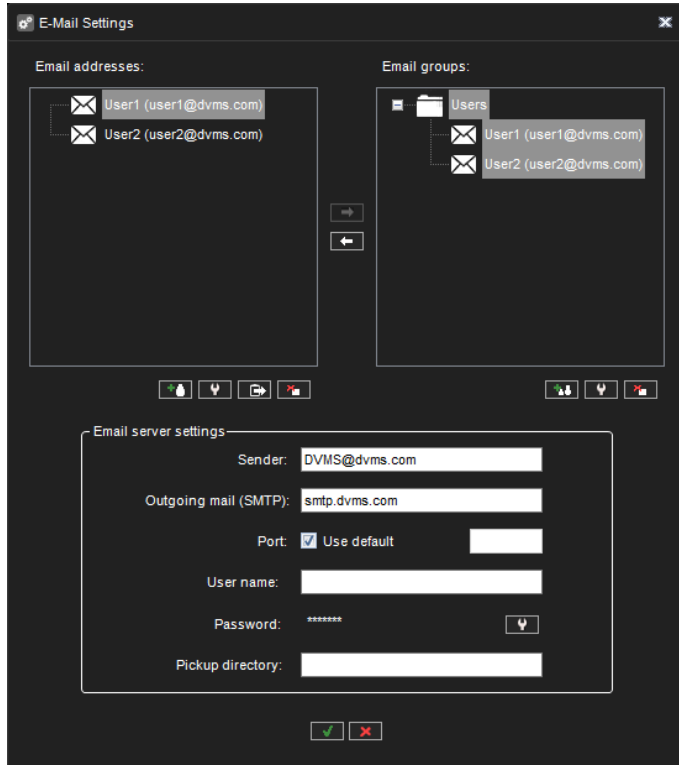 E-Mail Settings
Email addresses:
Email groups:
User1 (user1@dvms.com)
User2 (user2@dvms.com)
Users
User1 (user1@dvms.com)
User2 (user2@dvms.com)
Email server settings
Sender: DVMS@dvms.com
Outgoing mail (SMTP): smtp.dvms.com
Port: Use default
User name:
Password: *******
Pickup directory: